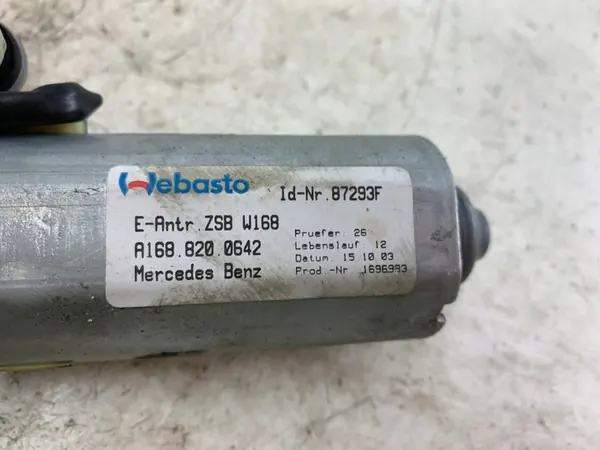 Webasto Id-Nr.87293F
E-Antr.ZSB W168
A168.820.0642
Mercedes Benz
Pruefer: 26
Lebenslauf: 12
Datum: 15.10.03
Prod.-Nr. 1696993